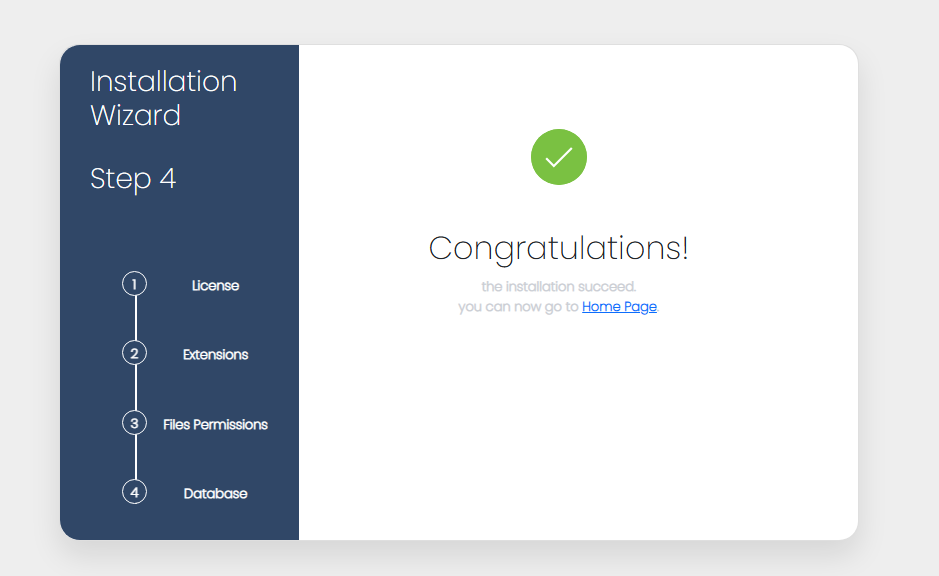 Installation
Wizard
Step 4
1 License
2 Extensions
3 Files Permissions
4 Database
Congratulations!
the installation succeed.
you can now go to Home Page